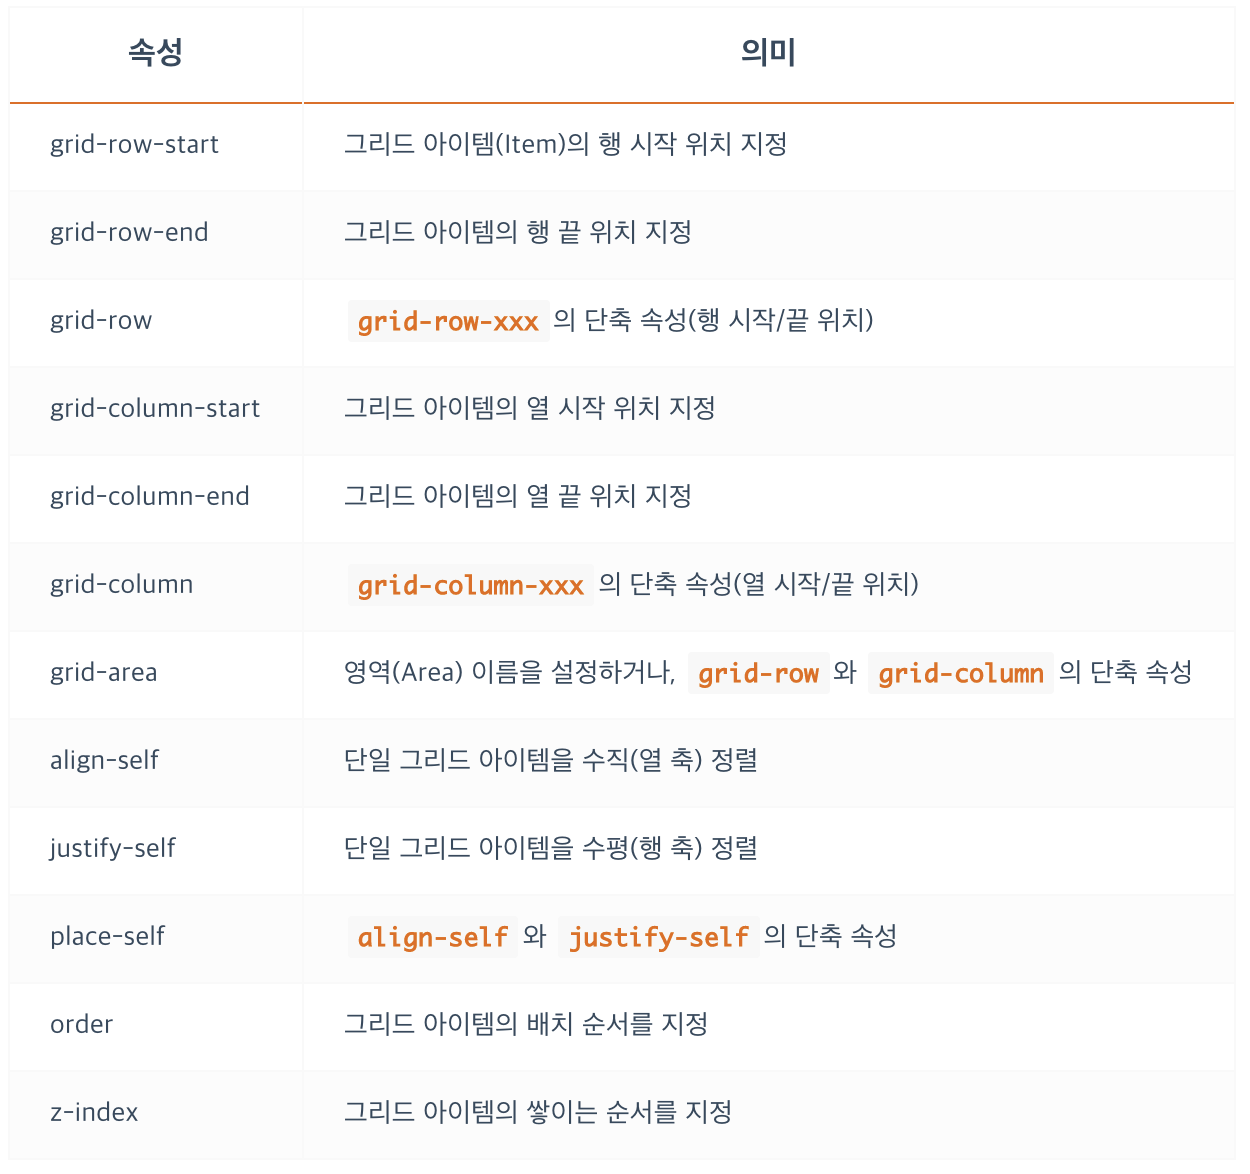 속성 의미
grid-row-start 그리드 아이템(Item)의 행 시작 위치 지정
grid-row-end 그리드 아이템의 행 끝 위치 지정
grid-row grid-row-xxx 의 단축 속성(행 시작/끝 위치)
grid-column-start 그리드 아이템의 열 시작 위치 지정
grid-column-end 그리드 아이템의 열 끝 위치 지정
grid-column grid-column-xxx 의 단축 속성(열 시작/끝 위치)
grid-area 영역(Area) 이름을 설정하거나, grid-row 와 grid-column 의 단축 속성
align-self 단일 그리드 아이템을 수직(열 축) 정렬
justify-self 단일 그리드 아이템을 수평(행 축) 정렬
place-self align-self 와 justify-self 의 단축 속성
order 그리드 아이템의 배치 순서를 지정
z-index 그리드 아이템의 쌓이는 순서를 지정